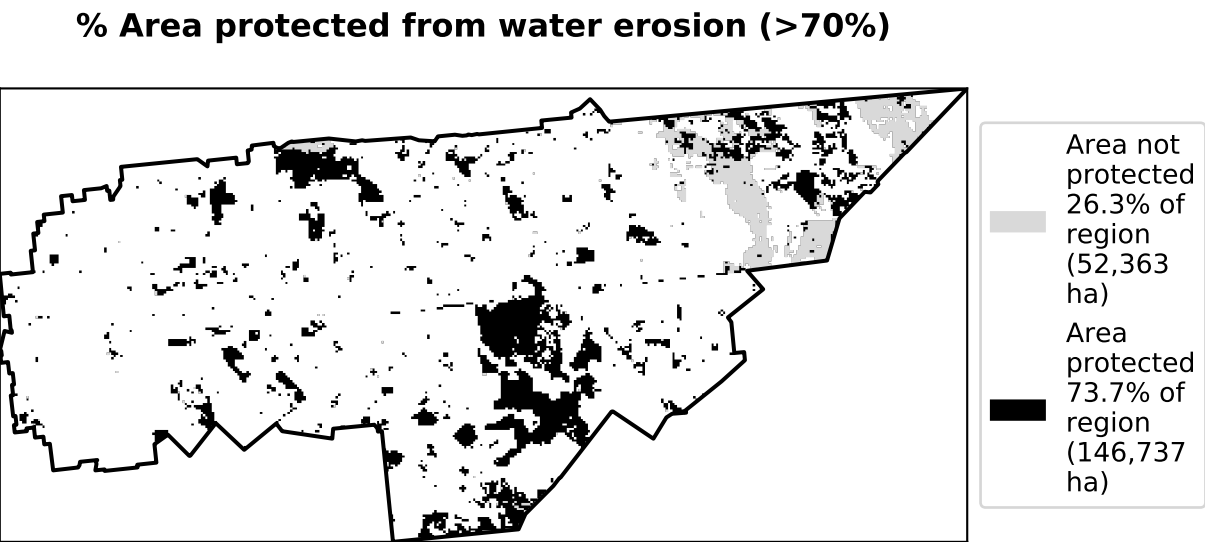 % Area protected from water erosion (>70%)
Area not
protected
26.3% of
region
(52,363
ha)
Area
protected
73.7% of
region
(146,737
ha)